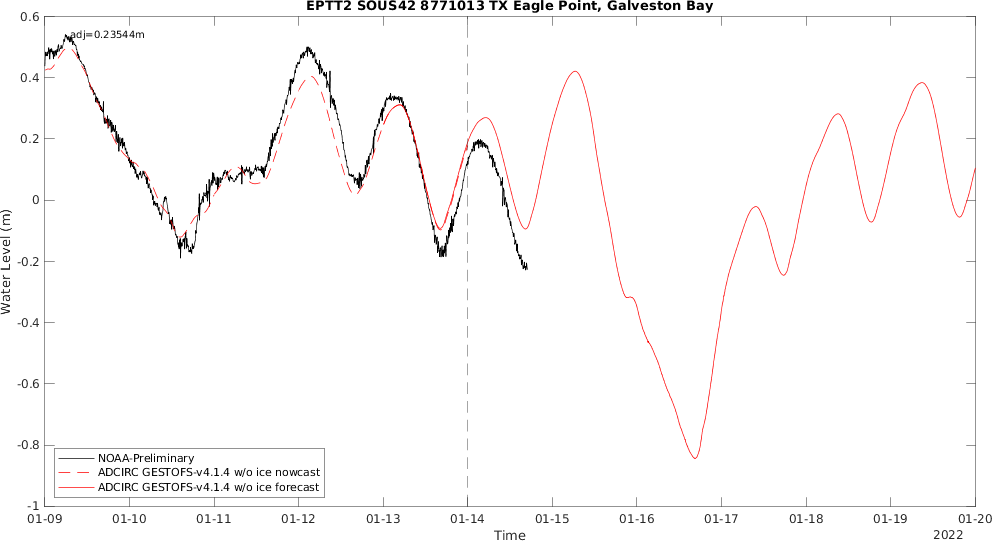 EPTT2 SOUS42 8771013 TX Eagle Point, Galveston Bay
adj=0.23544m
0.6
0.4
0.2
0
-0.2
-0.4
-0.6
-0.8
-1
Water Level (m)
NOAA-Preliminary
ADCIRC GESTOFS-v4.1.4 w/o ice nowcast
ADCIRC GESTOFS-v4.1.4 w/o ice forecast
01-09 01-10 01-11 01-12 01-13 01-14 01-15 01-16 01-17 01-18 01-19 01-20
Time
2022